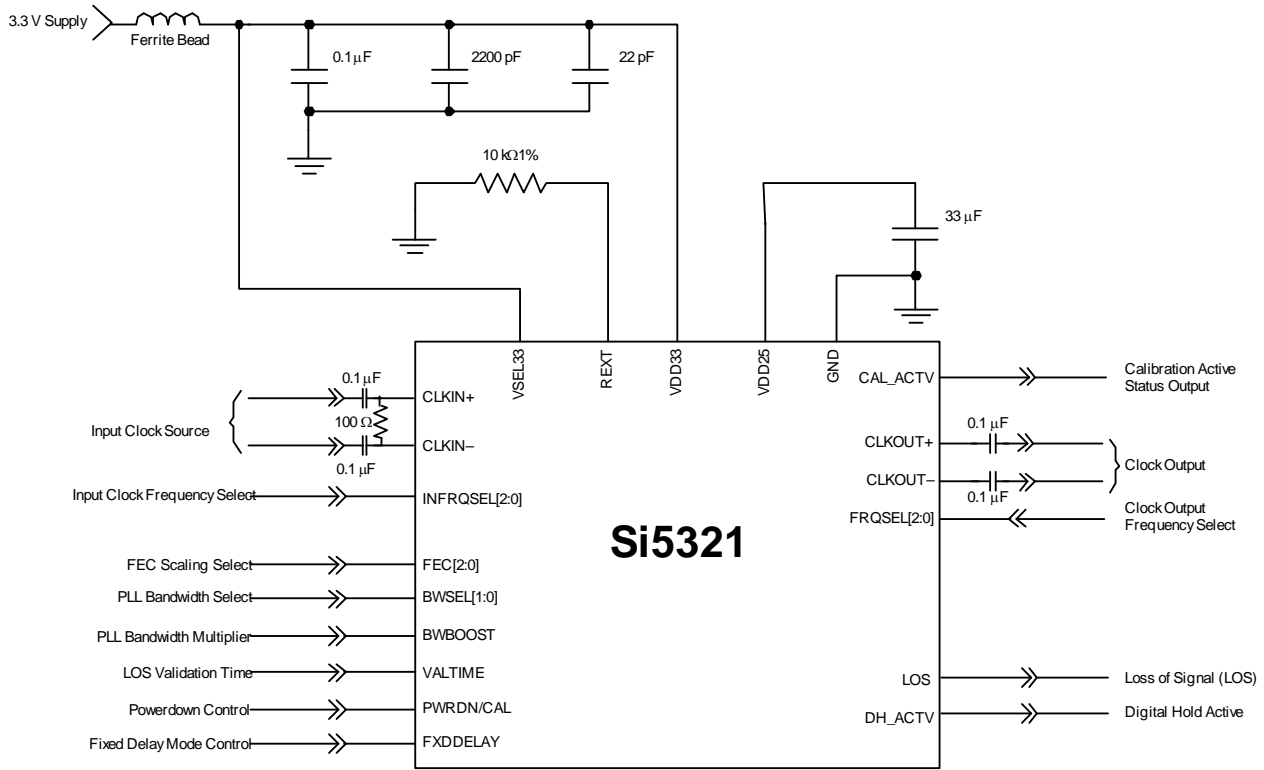 3.3 V Supply
Ferrite Bead
0.1 μF
2200 pF
22 pF
10 kΩ1%
33 μF
VSEL33
REXT
VDD33
VDD25
GND
0.1 μF
100 Ω
0.1 μF
Input Clock Source
CLKIN+
CLKIN–
Input Clock Frequency Select
INFRQSEL[2:0]
FEC Scaling Select
FEC[2:0]
PLL Bandwidth Select
BWSEL[1:0]
PLL Bandwidth Multiplier
BWBOOST
LOS Validation Time
VALTIME
Powerdown Control
PWRDN/CAL
Fixed Delay Mode Control
FXDDELAY
Si5321
CAL_ACTV
Calibration Active
Status Output
CLKOUT+
0.1 μF
CLKOUT–
0.1 μF
Clock Output
FRQSEL[2:0]
Clock Output
Frequency Select
LOS
Loss of Signal (LOS)
DH_ACTV
Digital Hold Active